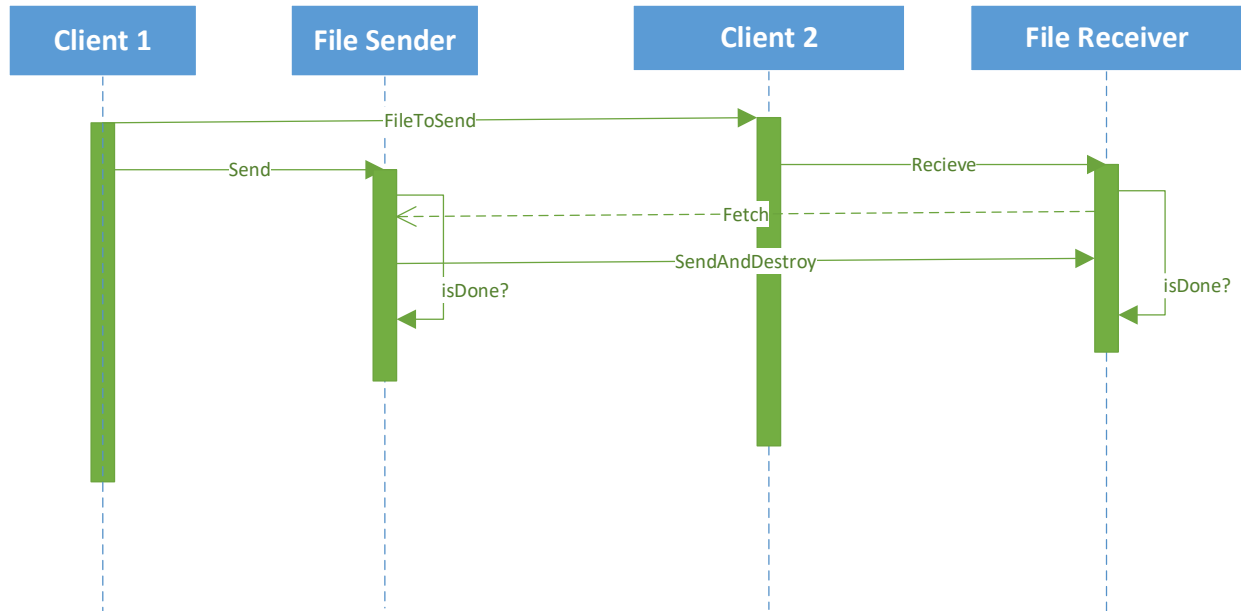 Client 1
File Sender
Client 2
File Receiver
FileToSend
Send
Recieve
Fetch
SendAndDestroy
isDone?
isDone?